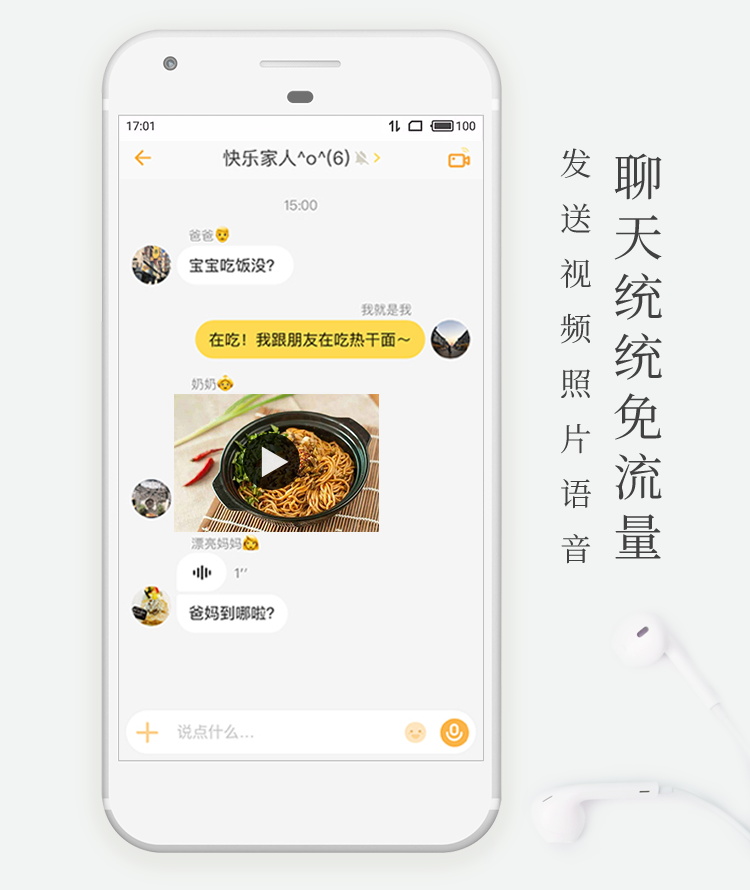 17:01
100
快乐家人^o^(6)
15:00
爸爸
宝宝吃饭没?
我就是我
在吃！我跟朋友在吃热干面～
奶奶
漂亮妈妈
1′′
爸妈到哪啦?
说点什么...
聊天统统免流量
发送视频照片语音